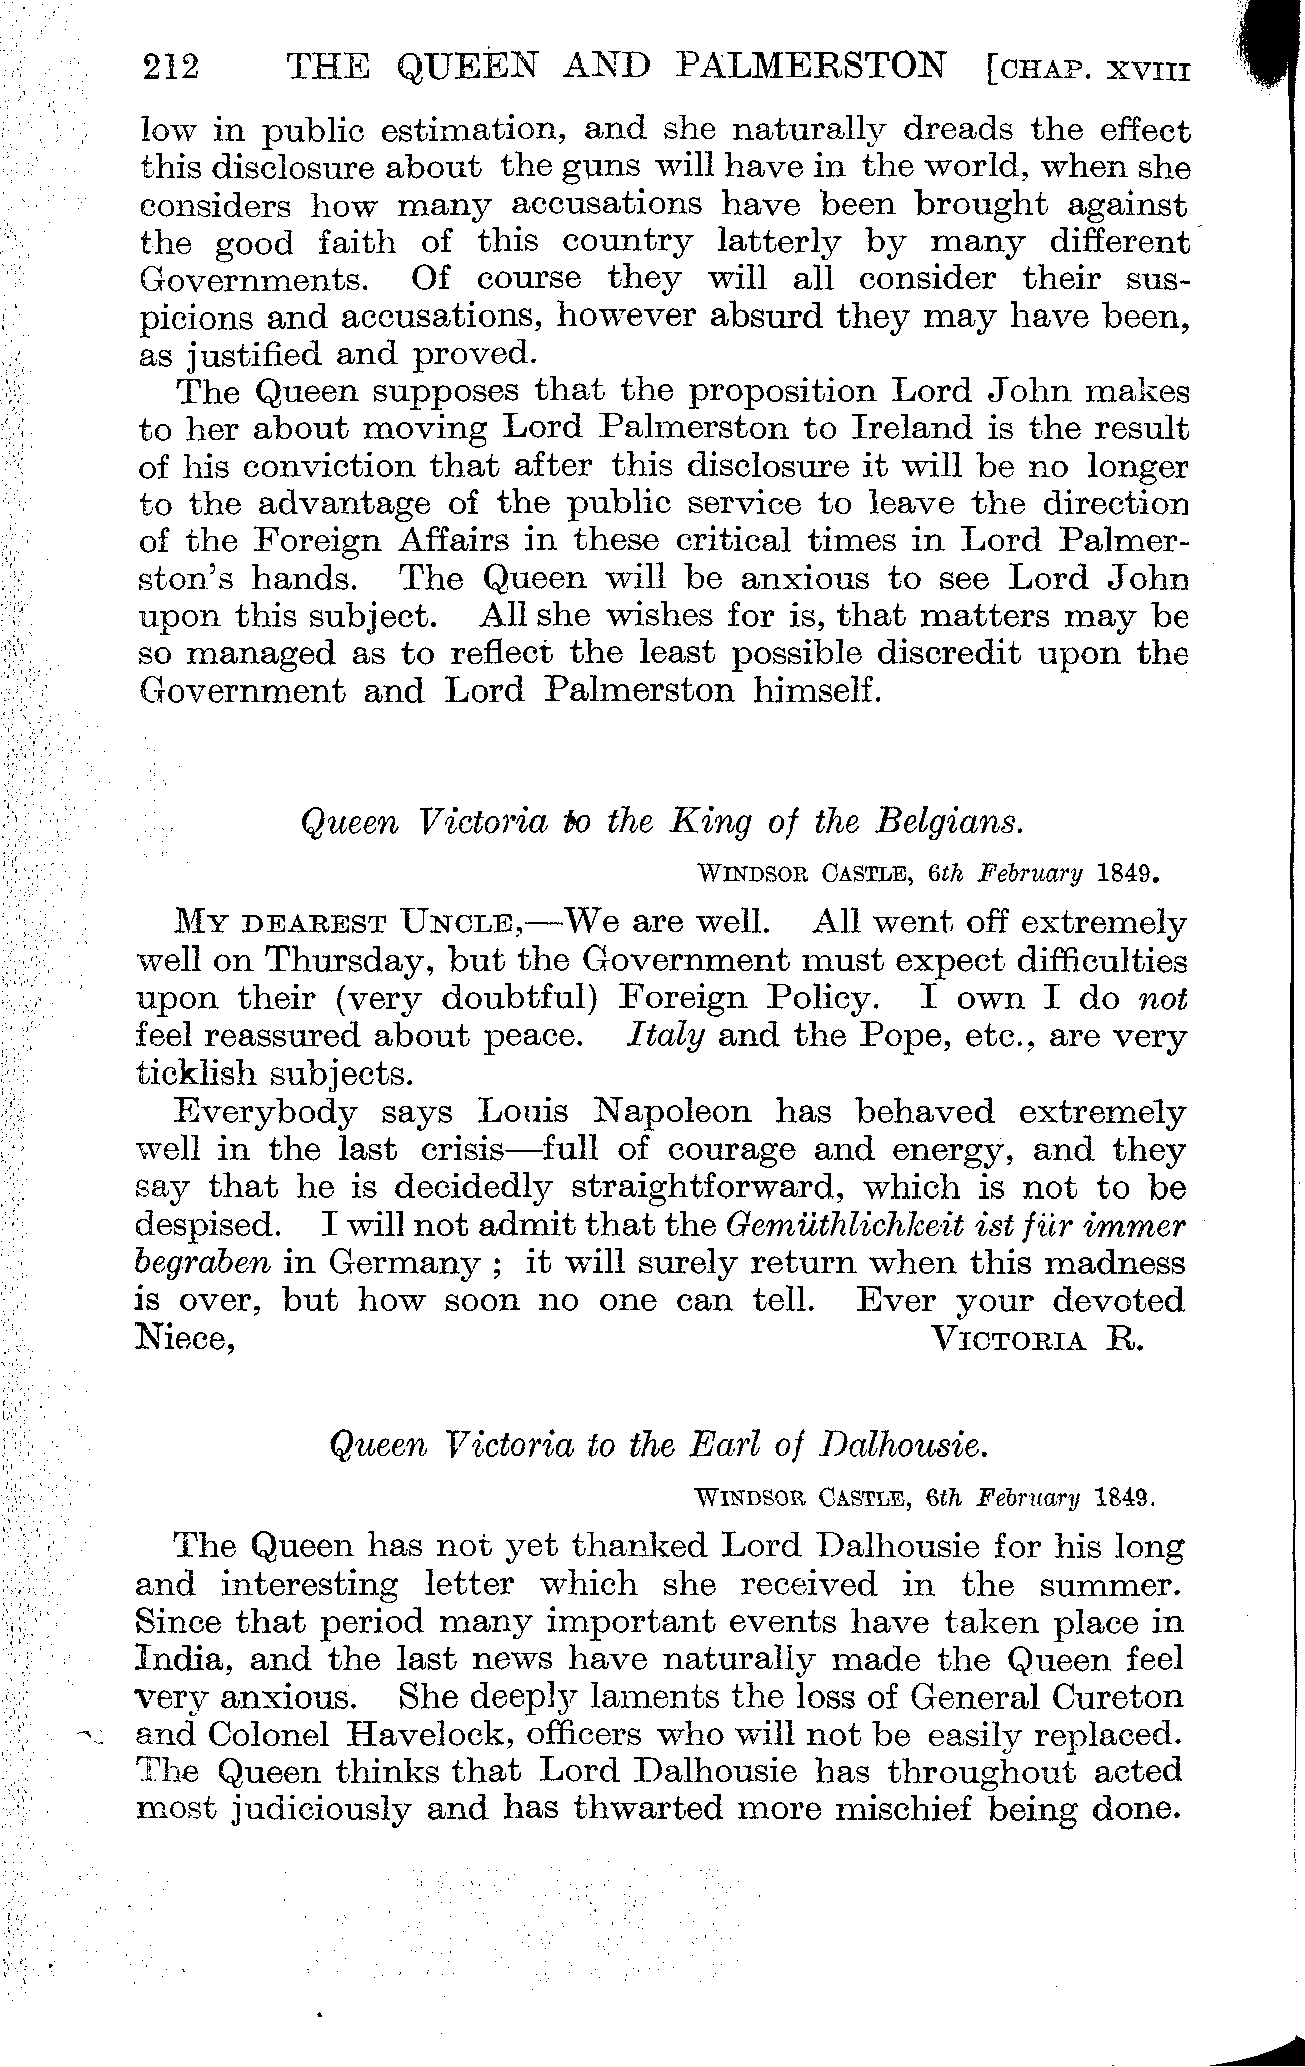 212 THE QUEEN AND PALMERSTON [CHAP. XVIII
low in public estimation, and she naturally dreads the effect
this disclosure about the guns will have in the world, when she
considers how many accusations have been brought against
the good faith of this country latterly by many different
Governments. Of course they will all consider their sus-
picions and accusations, however absurd they may have been,
as justified and proved.
The Queen supposes that the proposition Lord John makes
to her about moving Lord Palmerston to Ireland is the result
of his conviction that after this disclosure it will be no longer
to the advantage of the public service to leave the direction
of the Foreign Affairs in these critical times in Lord Palmer-
ston's hands. The Queen will be anxious to see Lord John
upon this subject. All she wishes for is, that matters may be
so managed as to reflect the least possible discredit upon the
Government and Lord Palmerston himself.
Queen Victoria to the King of the Belgians.
WINDSOR CASTLE, 6th February 1849.
MY DEAREST UNCLE,—We are well. All went off extremely
well on Thursday, but the Government must expect difficulties
upon their (very doubtful) Foreign Policy. I own I do not
feel reassured about peace. Italy and the Pope, etc., are very
ticklish subjects.
Everybody says Louis Napoleon has behaved extremely
well in the last crisis—full of courage and energy, and they
say that he is decidedly straightforward, which is not to be
despised. I will not admit that the Gemüthlichkeit ist für immer
begraben in Germany ; it will surely return when this madness
is over, but how soon no one can tell. Ever your devoted
Niece, VICTORIA R.
Queen Victoria to the Earl of Dalhousie.
WINDSOR CASTLE, 6th February 1849.
The Queen has not yet thanked Lord Dalhousie for his long
and interesting letter which she received in the summer.
Since that period many important events have taken place in
India, and the last news have naturally made the Queen feel
very anxious. She deeply laments the loss of General Cureton
and Colonel Havelock, officers who will not be easily replaced.
The Queen thinks that Lord Dalhousie has throughout acted
most judiciously and has thwarted more mischief being done.